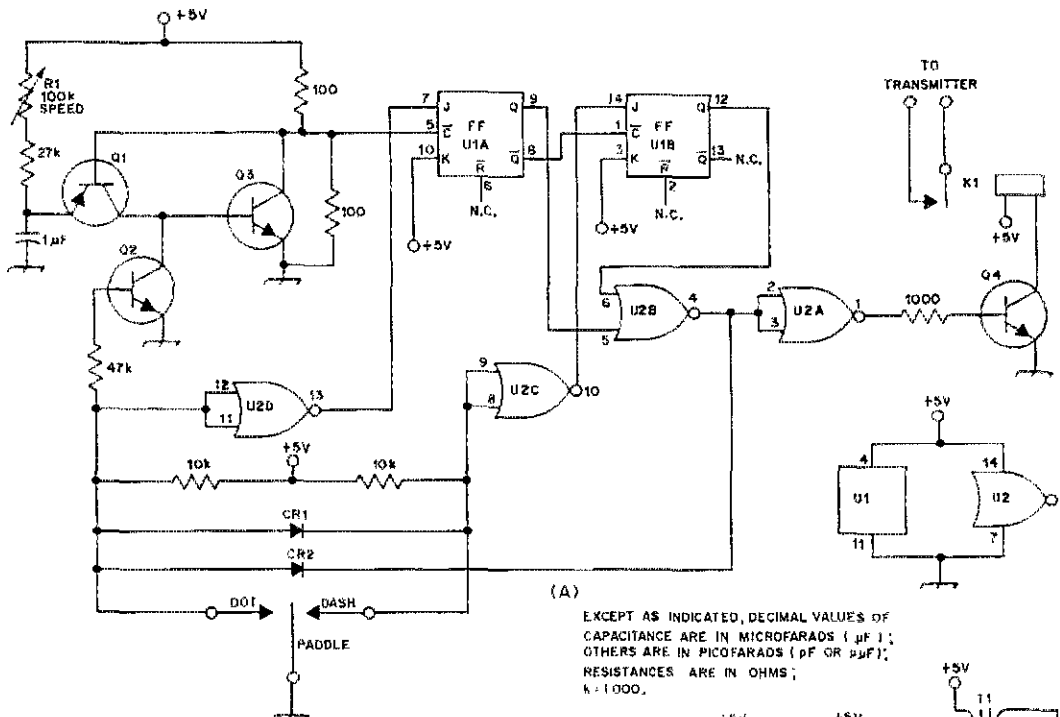 +5V
R1
100k
SPEED
27k
1µF
Q1
Q2
Q3
100
100
47k
7 J Q 9
5 C̅ FF
U1A
10 K Q̅ 8
R̅
6
N.C.
+5V
14 J Q 12
1 C̅ FF
U1B
3 K Q̅ 13 N.C.
R̅
2
N.C.
+5V
TO
TRANSMITTER
K1
+5V
Q4
1000
6 U2B 4
5
2 U2A 1
3
12 U2D 13
11
9 U2C 10
8
+5V
10k 10k
CR1
CR2
DOT DASH
PADDLE
+5V
4 14
U1 U2
11 7
(A)
EXCEPT AS INDICATED, DECIMAL VALUES OF
CAPACITANCE ARE IN MICROFARADS (µF);
OTHERS ARE IN PICOFARADS (pF OR µµF);
RESISTANCES ARE IN OHMS;
k=1000.
+5V
T1